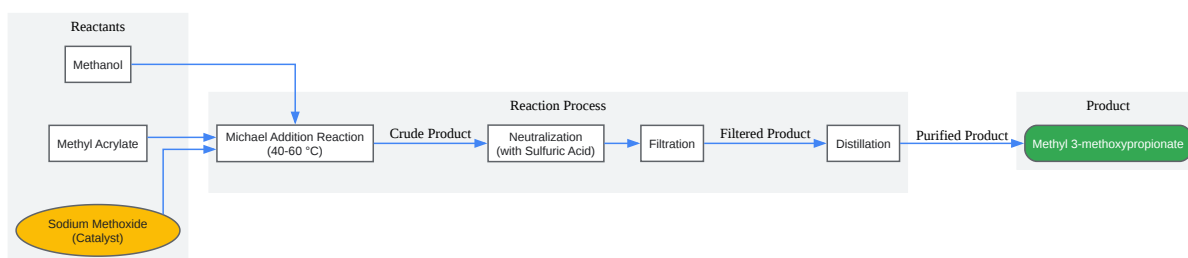 Reactants
Methanol
Methyl Acrylate
Sodium Methoxide
(Catalyst)
Reaction Process
Michael Addition Reaction
(40-60 °C)
Crude Product
Neutralization
(with Sulfuric Acid)
Filtration
Filtered Product
Distillation
Purified Product
Product
Methyl 3-methoxypropionate